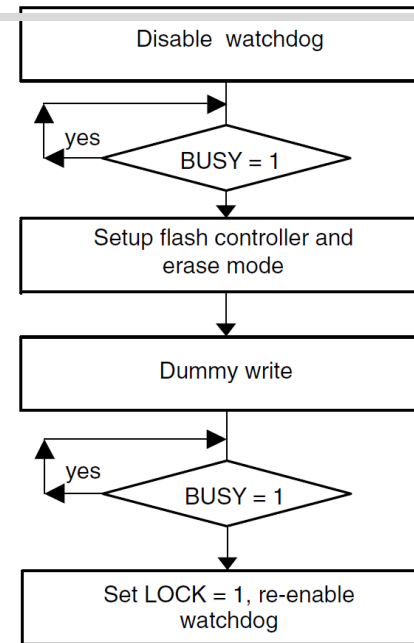 Disable watchdog
yes
BUSY = 1
Setup flash controller and
erase mode
Dummy write
yes
BUSY = 1
Set LOCK = 1, re-enable
watchdog